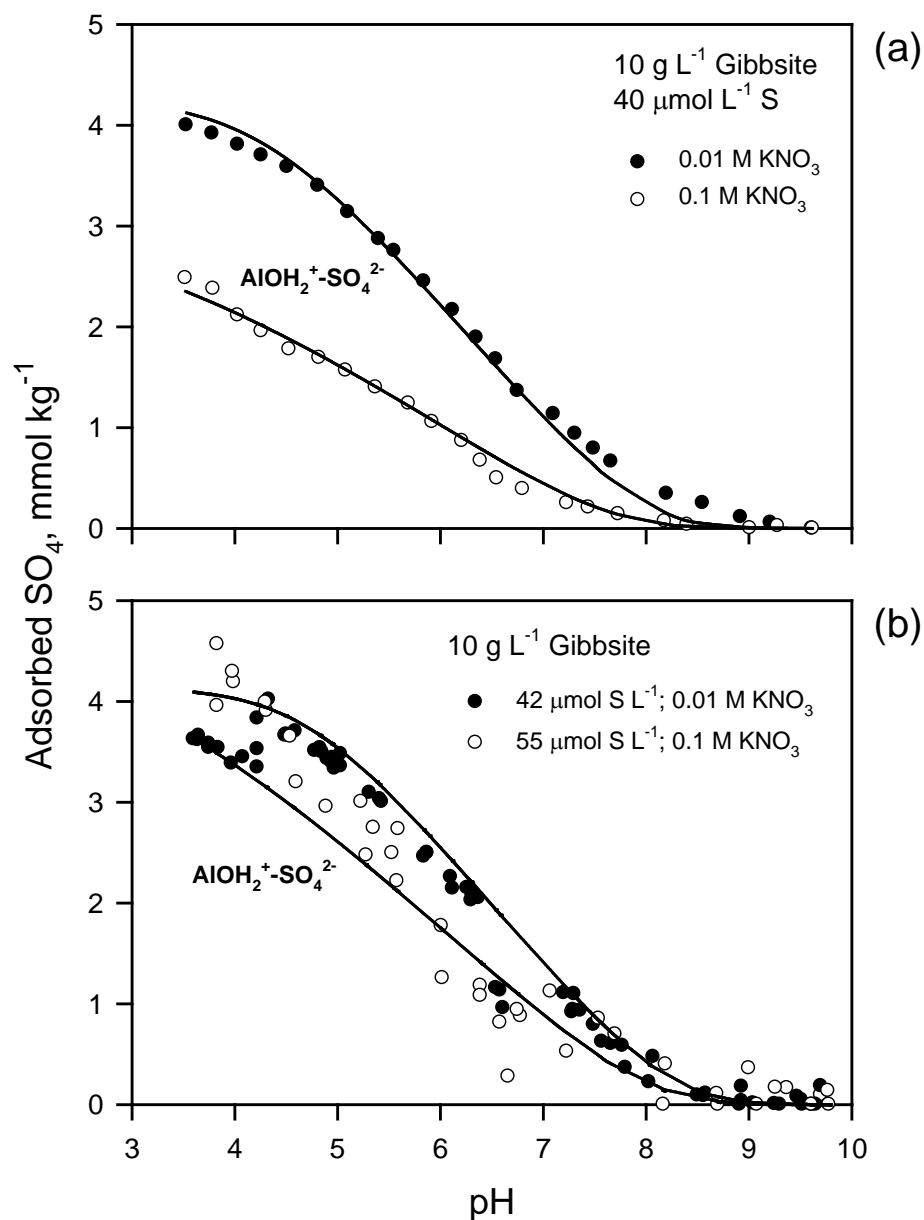 5
(a)
10 g L⁻¹ Gibbsite
40 μmol L⁻¹ S
4
0.01 M KNO₃
0.1 M KNO₃
3
AlOH₂⁺-SO₄²⁻
2
1
0
Adsorbed SO₄, mmol kg⁻¹
5
(b)
10 g L⁻¹ Gibbsite
4
42 μmol S L⁻¹; 0.01 M KNO₃
55 μmol S L⁻¹; 0.1 M KNO₃
3
AlOH₂⁺-SO₄²⁻
2
1
0
3 4 5 6 7 8 9 10
pH